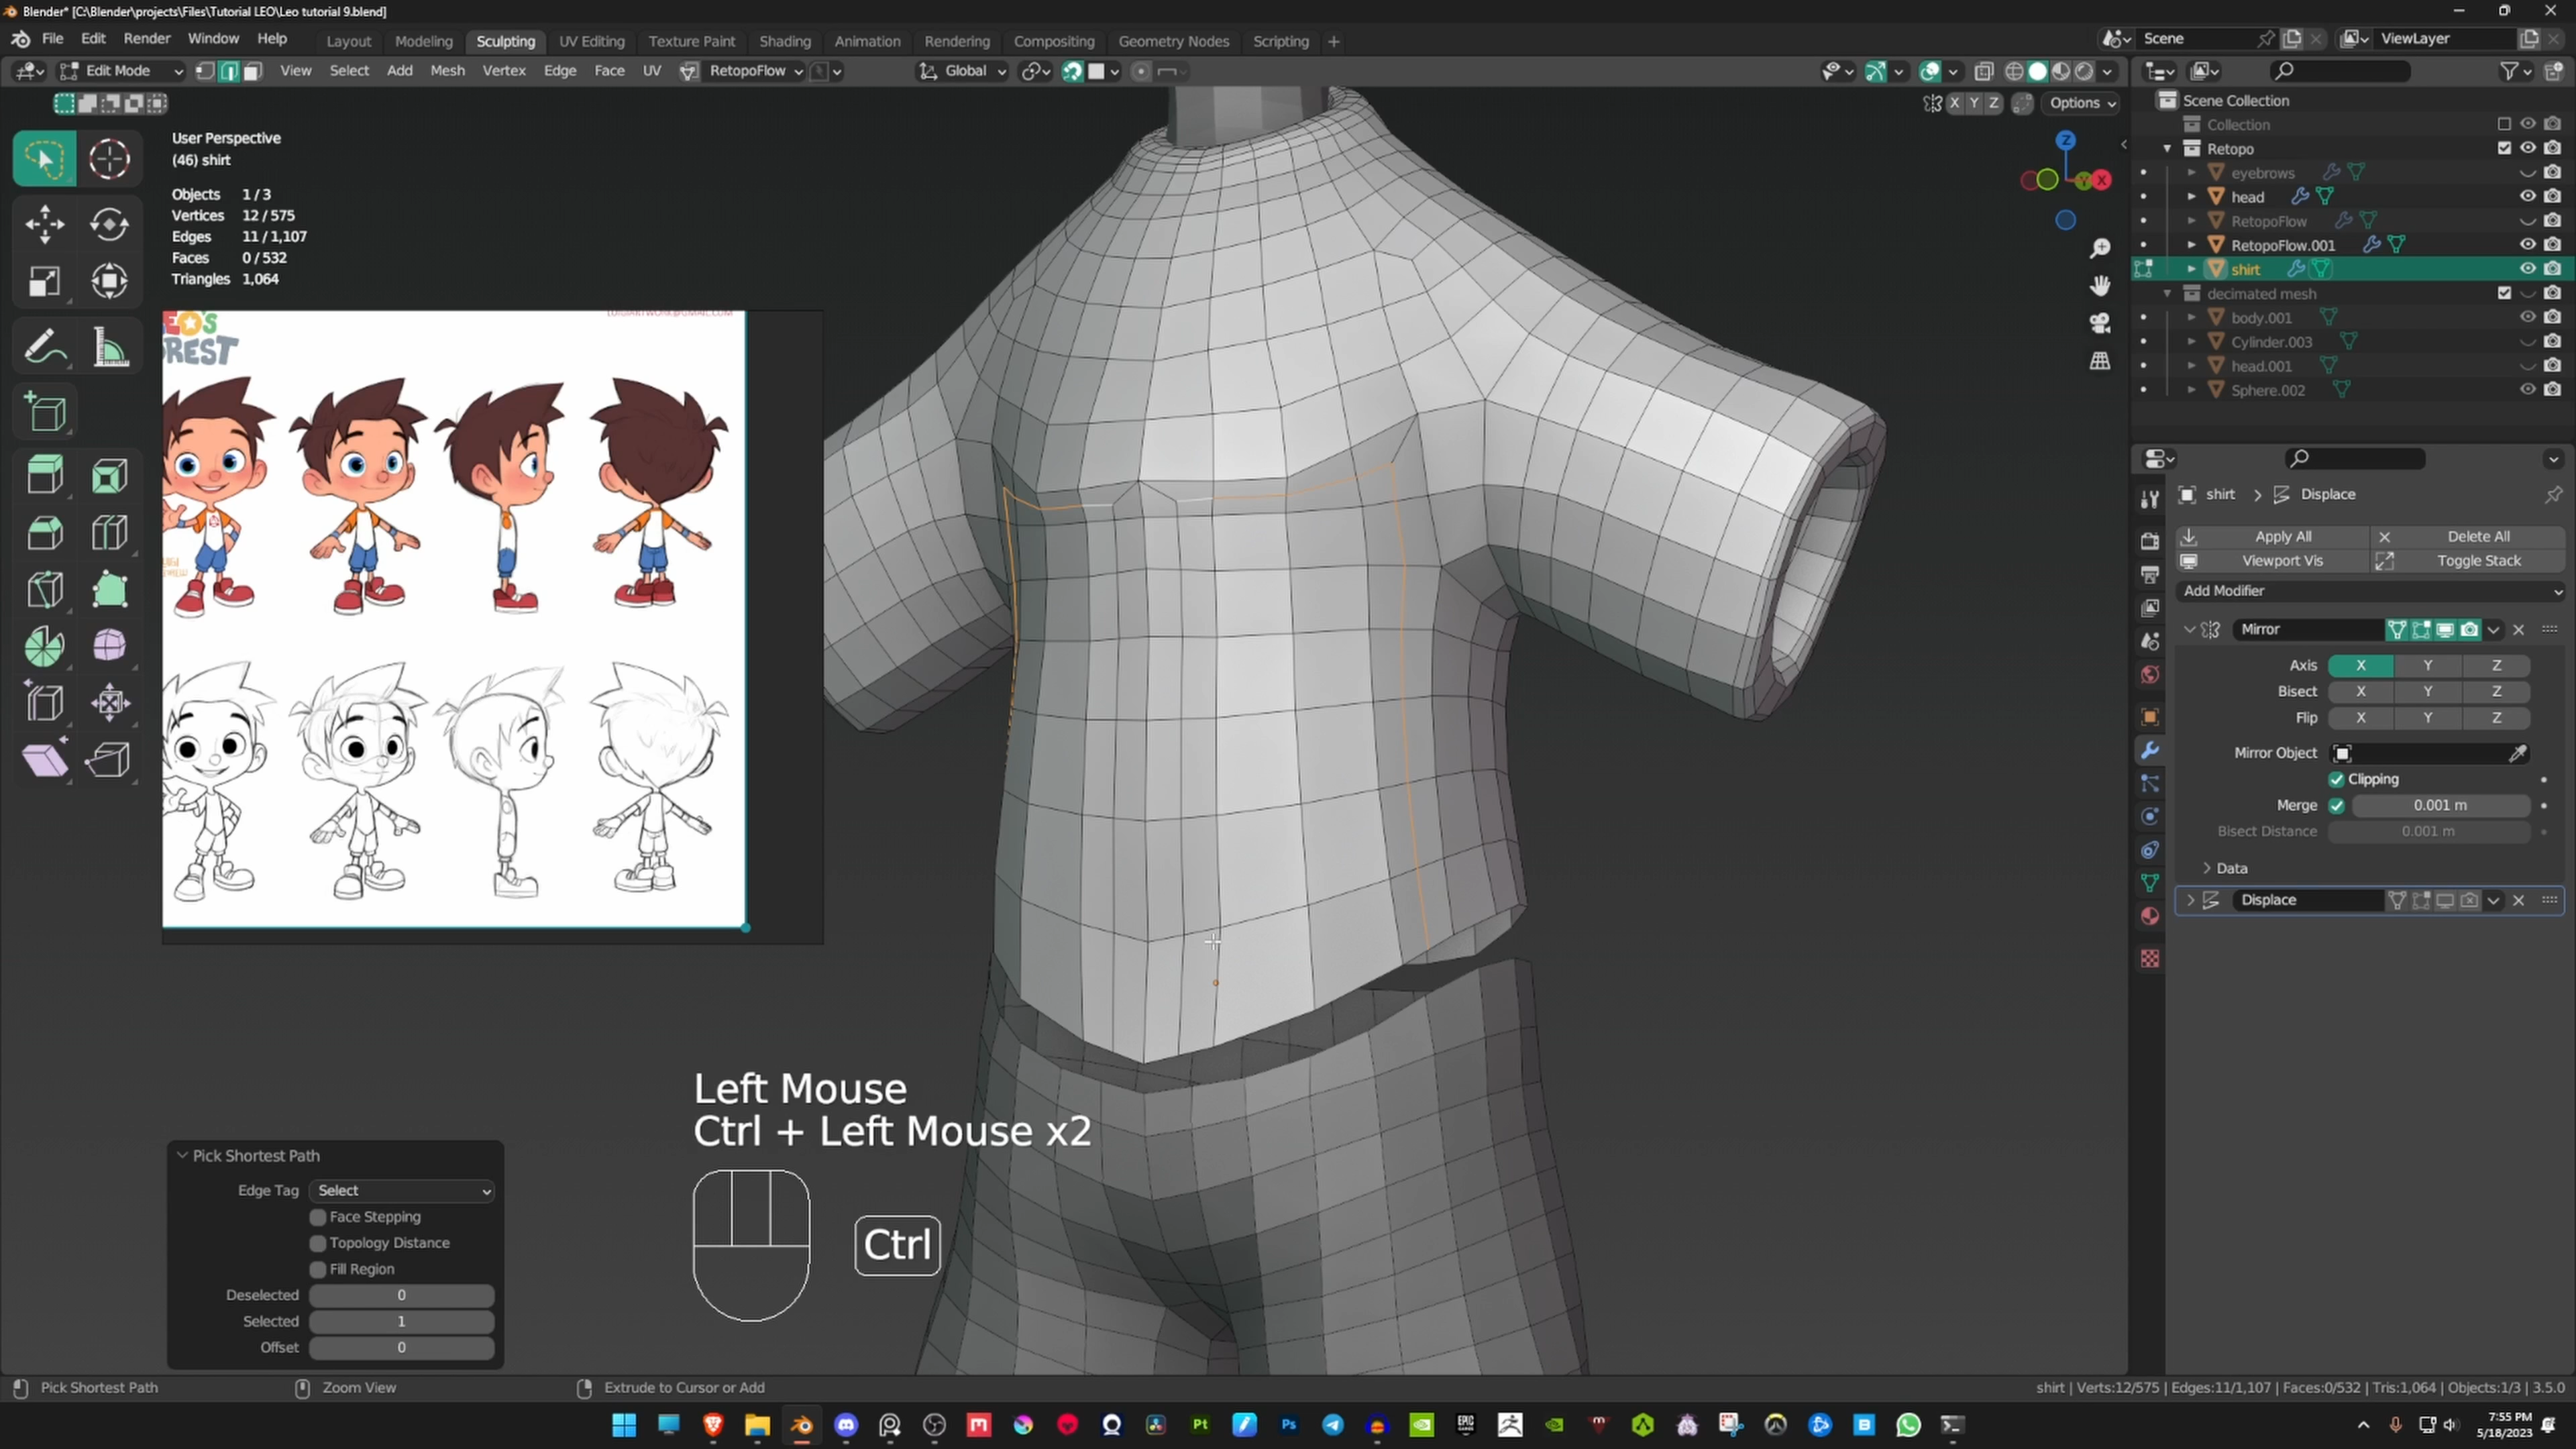 Blender* [C:\Blender\projects\Files\Tutorial LEO\Leo tutorial 9.blend]
File Edit Render Window Help Layout Modeling Sculpting UV Editing Texture Paint Shading Animation Rendering Compositing Geometry Nodes Scripting + Scene ViewLayer
Edit Mode View Select Add Mesh Vertex Edge Face UV RetopoFlow Global
X Y Z Options
User Perspective
(46) shirt
Objects 1 / 3
Vertices 12 / 575
Edges 11 / 1,107
Faces 0 / 532
Triangles 1,064
EO'S
REST
Z
Y
X
Left Mouse
Ctrl + Left Mouse x2
Ctrl
Pick Shortest Path
Edge Tag Select
Face Stepping
Topology Distance
Fill Region
Deselected 0
Selected 1
Offset 0
Scene Collection
Collection
Retopo
eyebrows
head
RetopoFlow
RetopoFlow.001
shirt
decimated mesh
body.001
Cylinder.003
head.001
Sphere.002
shirt > Displace
Apply All Delete All
Viewport Vis Toggle Stack
Add Modifier
Mirror
Axis X Y Z
Bisect X Y Z
Flip X Y Z
Mirror Object
Clipping
Merge 0.001 m
Bisect Distance 0.001 m
Data
Displace
Pick Shortest Path Zoom View Extrude to Cursor or Add shirt | Verts:12/575 | Edges:11/1,107 | Faces:0/532 | Tris:1,064 | Objects:1/3 | 3.5.0
Pt Ps EPIC GAMES B
7:55 PM
5/18/2023